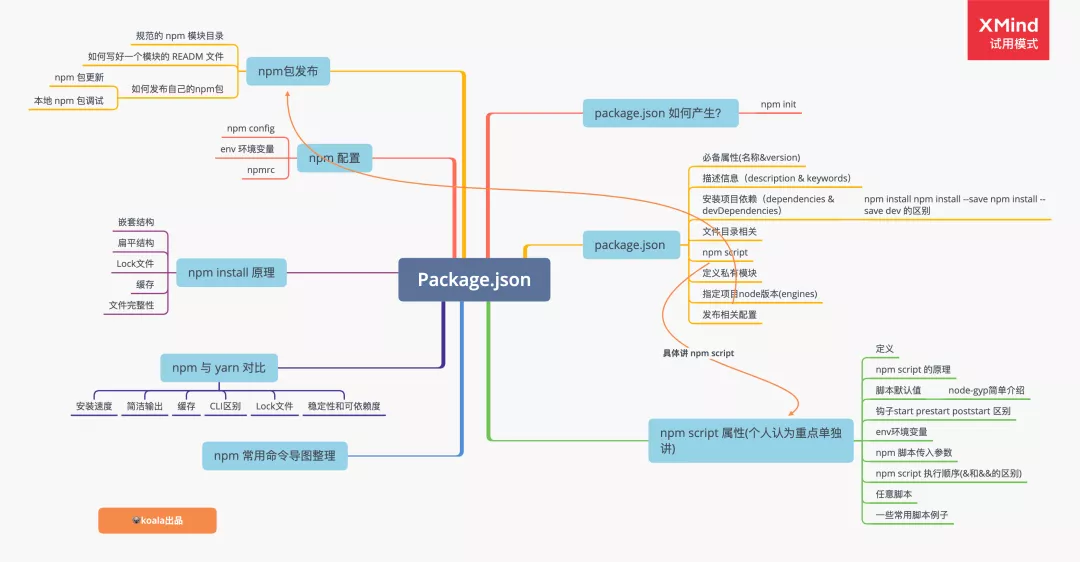 XMind
试用模式
规范的 npm 模块目录
如何写好一个模块的 READM 文件
npm 包更新
如何发布自己的npm包
本地 npm 包调试
npm包发布
npm config
env 环境变量
npmrc
npm 配置
嵌套结构
扁平结构
Lock文件
缓存
文件完整性
npm install 原理
npm 与 yarn 对比
安装速度
简洁输出
缓存
CLI区别
Lock文件
稳定性和可依赖度
npm 常用命令导图整理
koala出品
Package.json
package.json 如何产生?
npm init
package.json
必备属性(名称&version)
描述信息（description & keywords）
安装项目依赖（dependencies &
devDependencies）
npm install npm install --save npm install --
save dev 的区别
文件目录相关
npm script
定义私有模块
指定项目node版本(engines)
发布相关配置
具体讲 npm script
npm script 属性(个人认为重点单独
讲)
定义
npm script 的原理
脚本默认值
node-gyp简单介绍
钩子start prestart poststart 区别
env环境变量
npm 脚本传入参数
npm script 执行顺序(&和&&的区别)
任意脚本
一些常用脚本例子